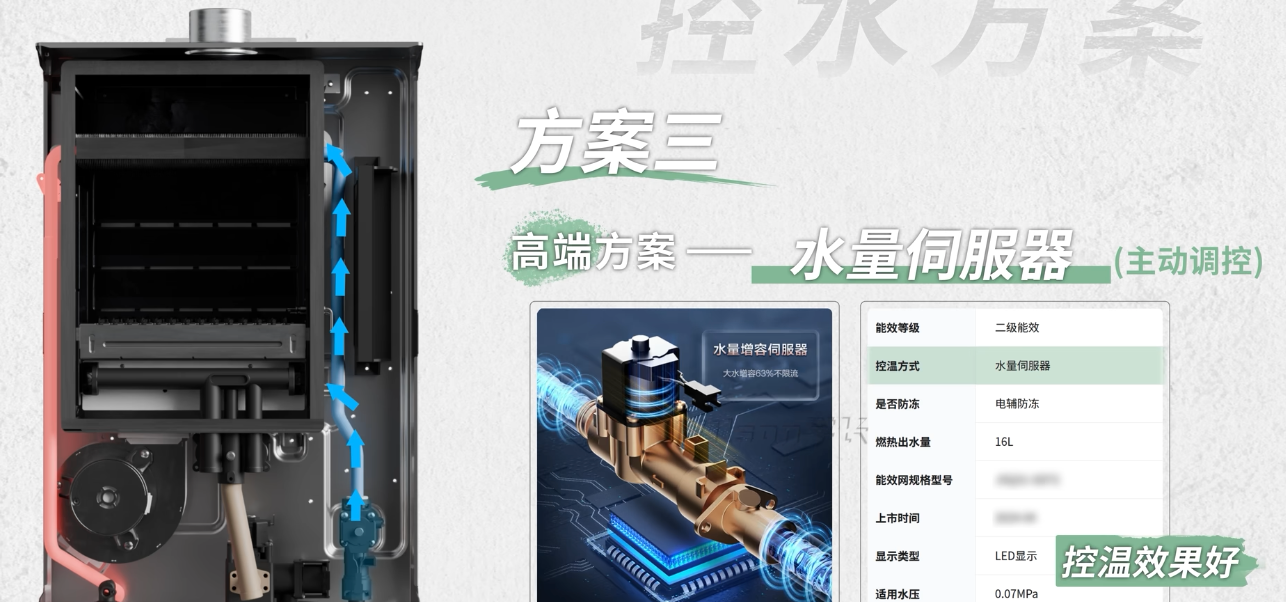 控水方案
方案三
高端方案 —— 水量伺服器 (主动调控)
水量增容伺服器
大水量容63%不限流
能效等级 二级能效
控温方式 水量伺服器
是否防冻 电辅防冻
燃热出水量 16L
能效网规格型号
上市时间
显示类型 LED显示
适用水压 0.07MPa
控温效果好